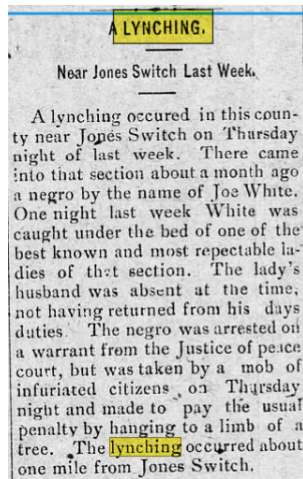 A LYNCHING.
Near Jones Switch Last Week.
A lynching occured in this coun-
ty near Jones Switch on Thursday
night of last week. There came
into that section about a month ago
a negro by the name of Joe White.
One night last week White was
caught under the bed of one of the
best known and most repectable la-
dies of that section. The lady's
husband was absent at the time,
not having returned from his days
duties. The negro was arrested on
a warrant from the Justice of peace
court, but was taken by a mob of
infuriated citizens on Thursday
night and made to pay the usual
penalty by hanging to a limb of a
tree. The lynching occurred about
one mile from Jones Switch.